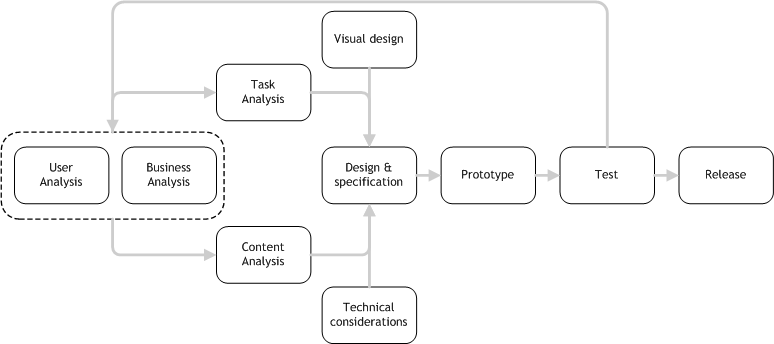 Visual design
Task
Analysis
User
Analysis
Business
Analysis
Design &
specification
Prototype
Test
Release
Content
Analysis
Technical
considerations